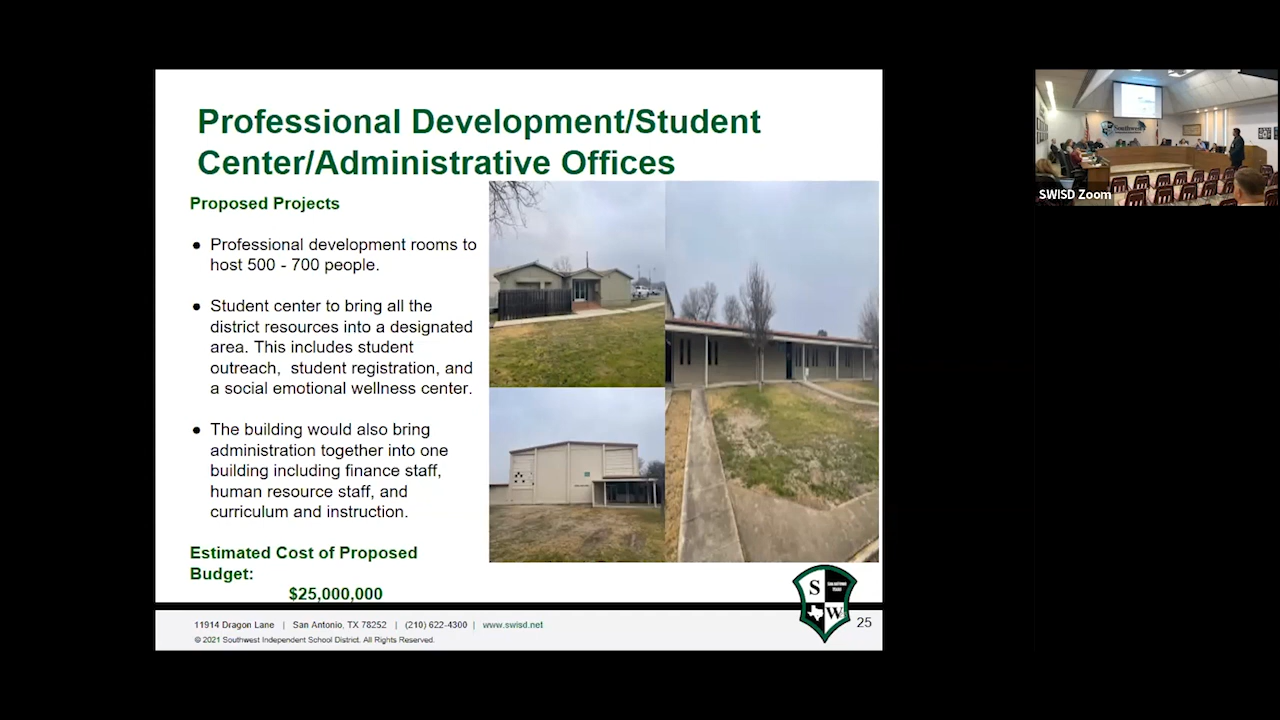 Professional Development/Student
Center/Administrative Offices
Proposed Projects
● Professional development rooms to
host 500 - 700 people.
● Student center to bring all the
district resources into a designated
area. This includes student
outreach, student registration, and
a social emotional wellness center.
● The building would also bring
administration together into one
building including finance staff,
human resource staff, and
curriculum and instruction.
Estimated Cost of Proposed
Budget:
$25,000,000
11914 Dragon Lane | San Antonio, TX 78252 | (210) 622-4300 | www.swisd.net
© 2021 Southwest Independent School District. All Rights Reserved.
S
SAN ANTONIO
TEXAS
W
25
Southwest
SWISD Zoom